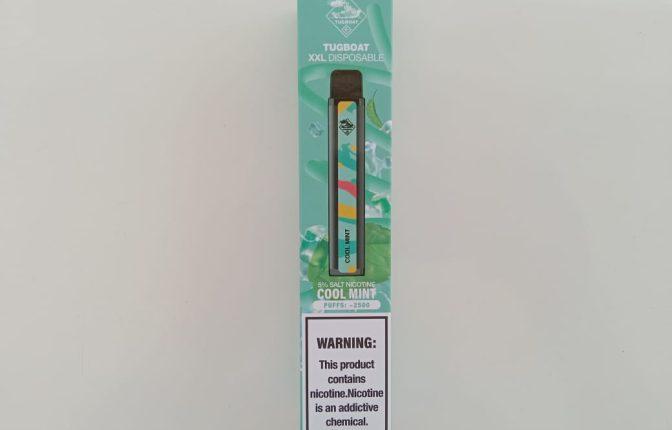 TUGBOAT
TUGBOAT
XXL DISPOSABLE
COOL MINT
5% SALT NICOTINE
COOL MINT
PUFFS: ~2500
WARNING:
This product
contains
nicotine.Nicotine
is an addictive
chemical.